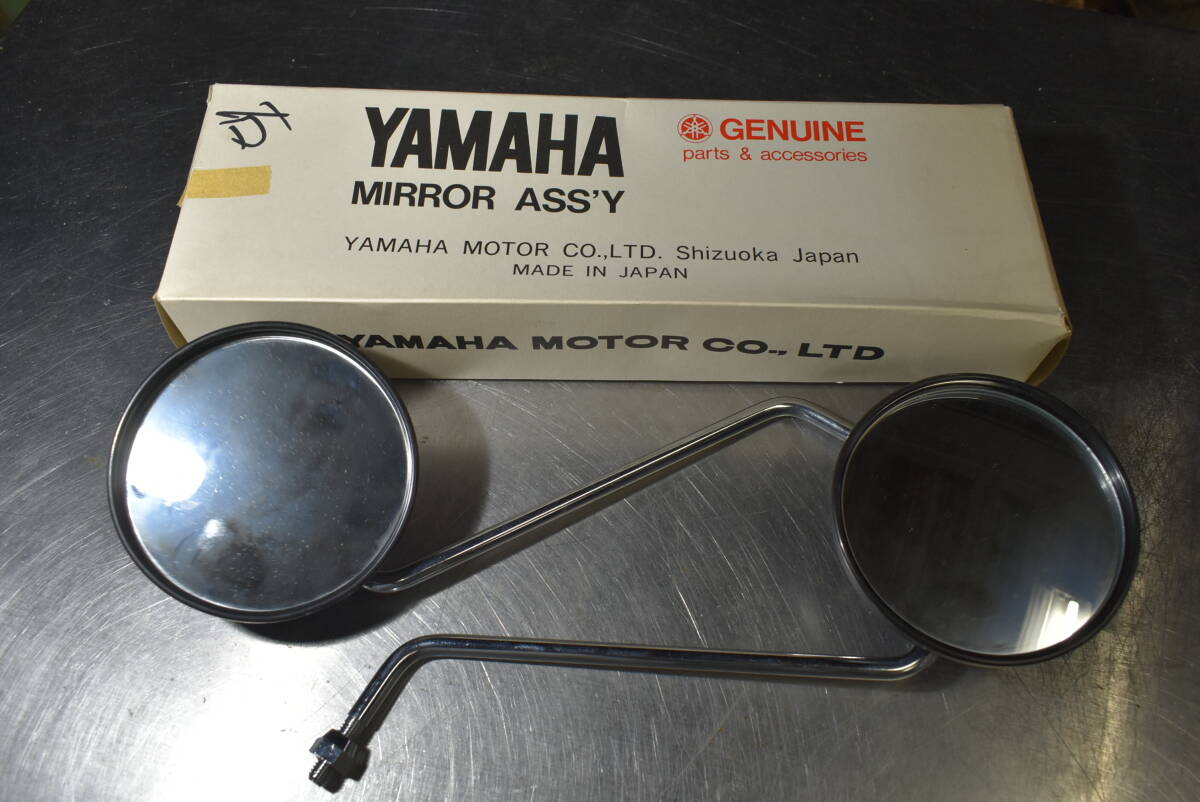 YAMAHA
GENUINE
parts & accessories
MIRROR ASS'Y
YAMAHA MOTOR CO.,LTD. Shizuoka Japan
MADE IN JAPAN
YAMAHA MOTOR CO., LTD